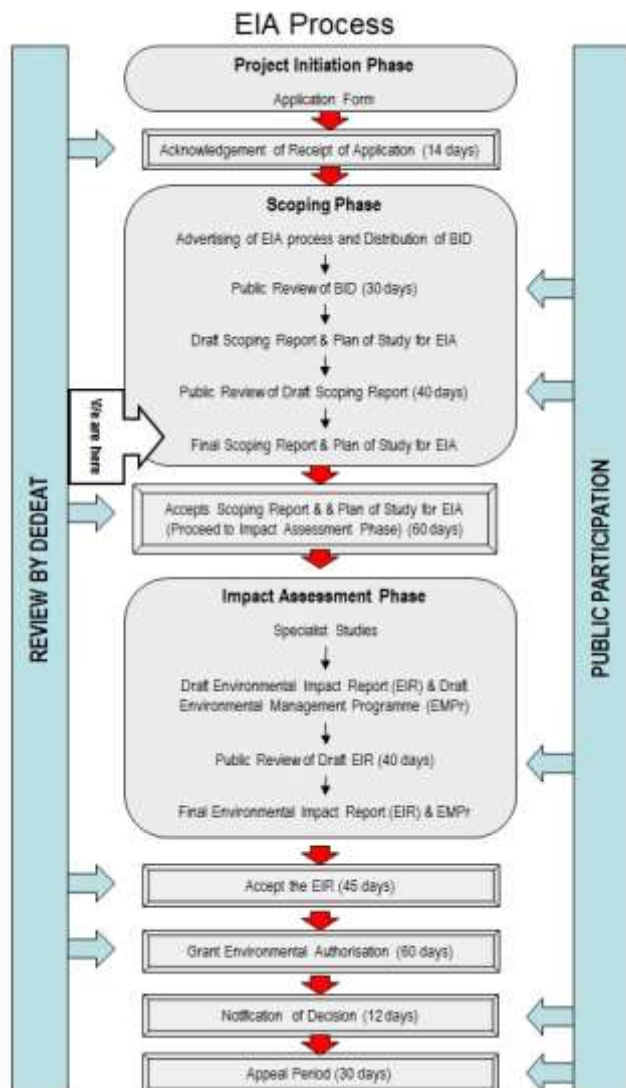 EIA Process
Project Initiation Phase
Application Form
Acknowledgement of Receipt of Application (14 days)
Scoping Phase
Advertising of EIA process and Distribution of BID
Public Review of BID (30 days)
Draft Scoping Report & Plan of Study for EIA
Public Review of Draft Scoping Report (40 days)
We are here
Final Scoping Report & Plan of Study for EIA
Accepts Scoping Report & & Plan of Study for EIA
(Proceed to Impact Assessment Phase) (60 days)
REVIEW BY DEDEAT
PUBLIC PARTICIPATION
Impact Assessment Phase
Specialist Studies
Draft Environmental Impact Report (EIR) & Draft
Environmental Management Programme (EMPr)
Public Review of Draft EIR (40 days)
Final Environmental Impact Report (EIR) & EMPr
Accept the EIR (45 days)
Grant Environmental Authorisation (60 days)
Notification of Decision (12 days)
Appeal Period (30 days)